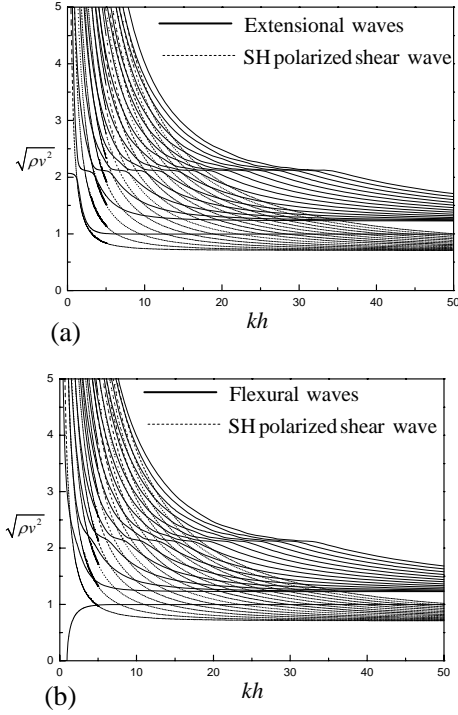 5
Extensional waves
SH polarized shear wave
4
3
√ρv²
2
1
0
0 10 20 30 40 50
(a)
kh
5
Flexural waves
SH polarized shear wave
4
3
√ρv²
2
1
0
0 10 20 30 40 50
(b)
kh